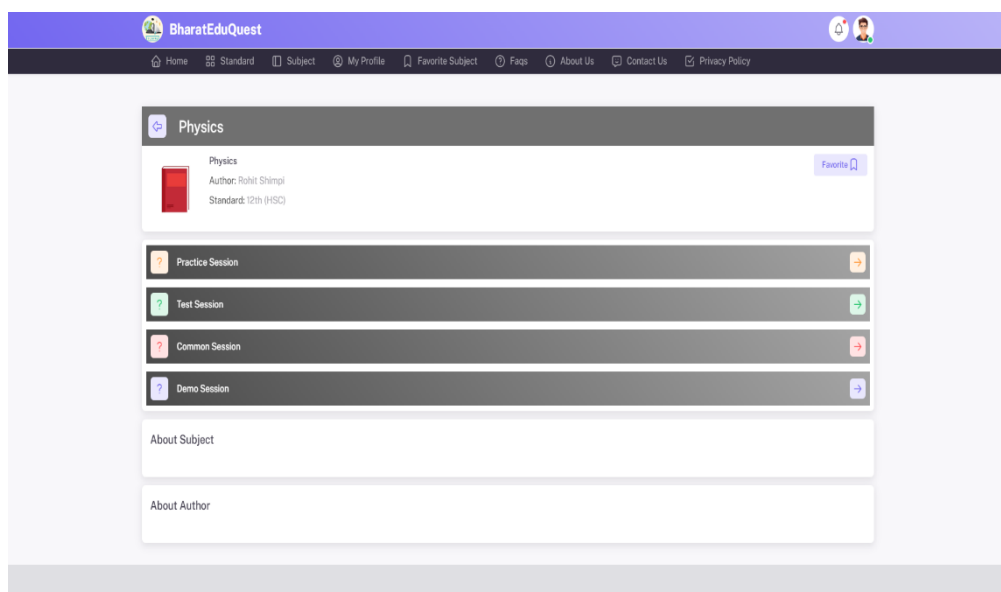 BharatEduQuest
Home Standard Subject My Profile Favorite Subject Faqs About Us Contact Us Privacy Policy
Physics
Physics
Favorite
Author: Rohit Shimpi
Standard: 12th (HSC)
? Practice Session
? Test Session
? Common Session
? Demo Session
About Subject
About Author